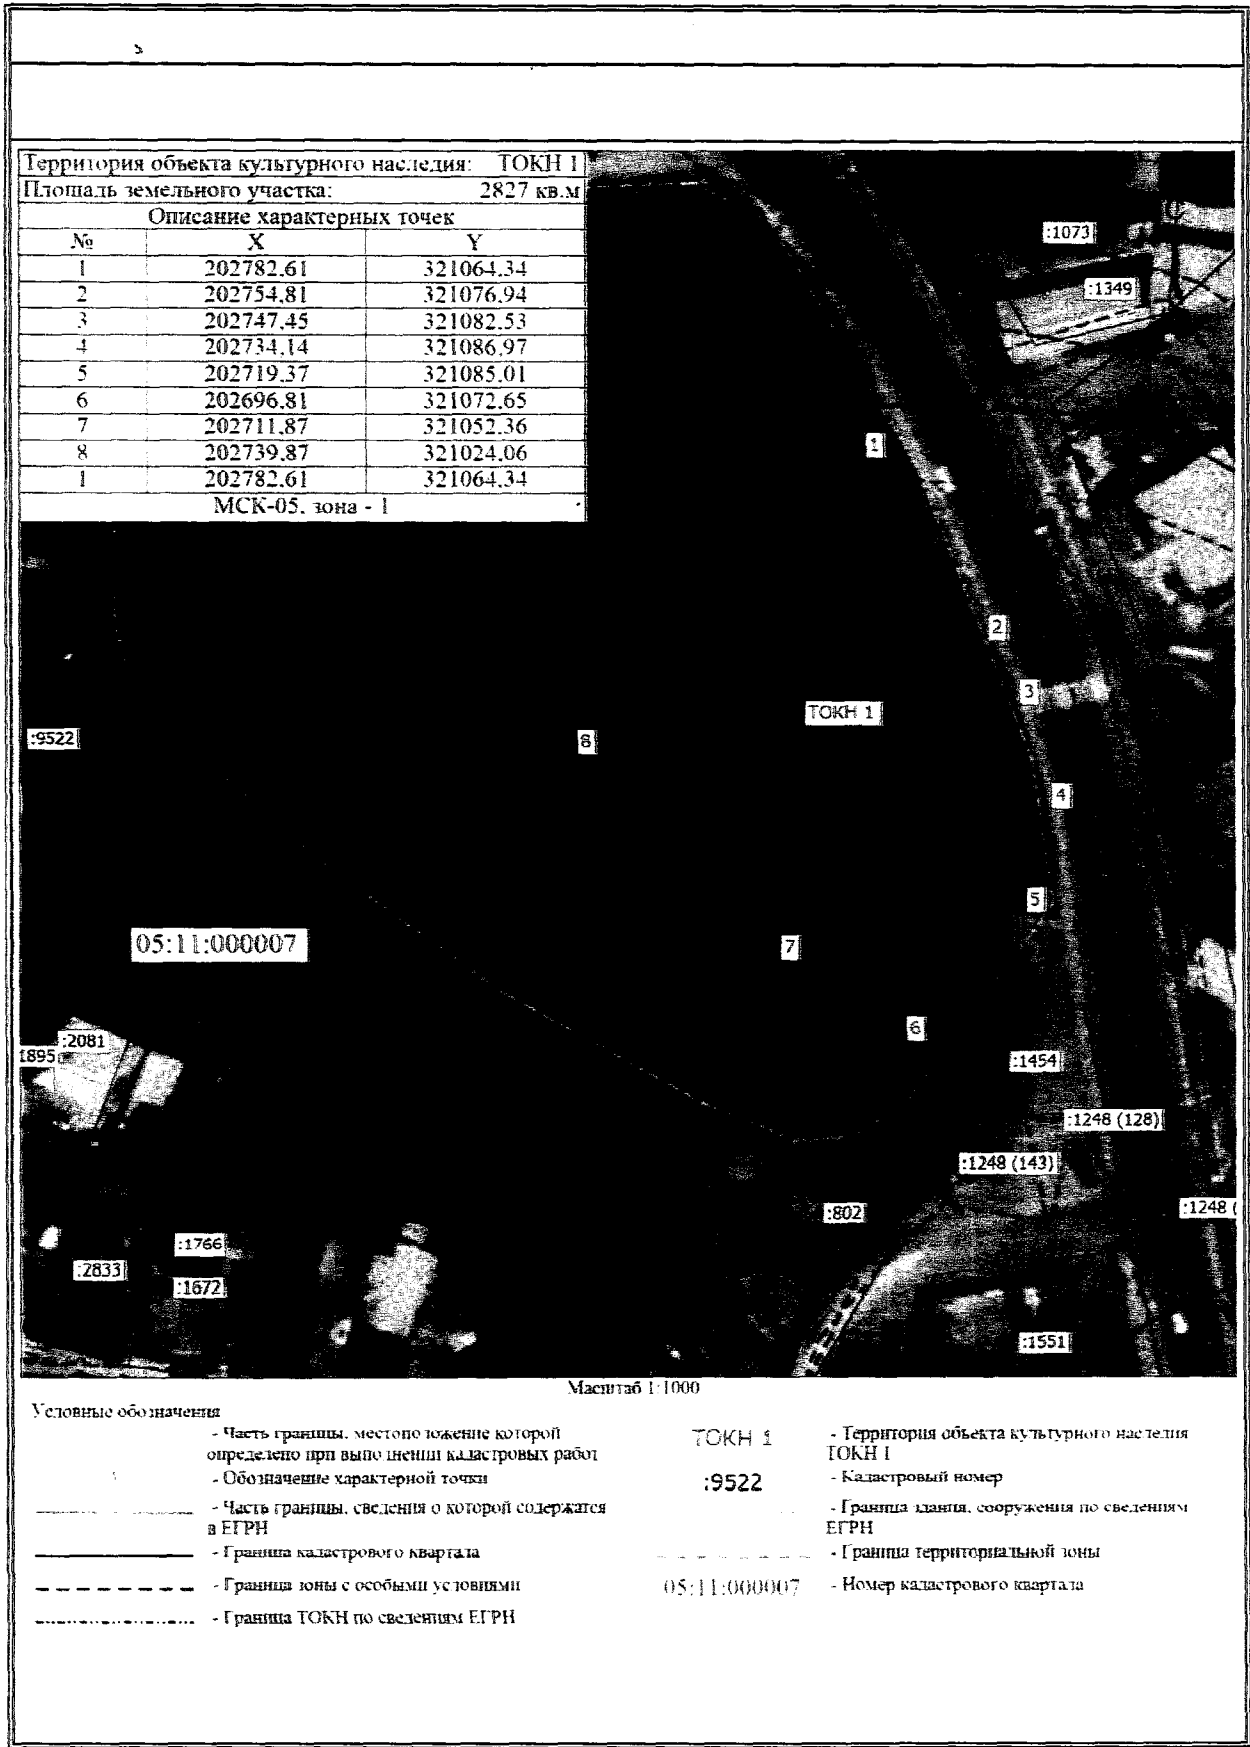 Территория объекта культурного наследия: ТОКН 1
Площадь земельного участка: 2827 кв.м
Описание характерных точек
№ X Y
1 202782.61 321064.34
2 202754.81 321076.94
3 202747.45 321082.53
4 202734.14 321086.97
5 202719.37 321085.01
6 202696.81 321072.65
7 202711.87 321052.36
8 202739.87 321024.06
1 202782.61 321064.34
МСК-05, зона - 1
:1073
:1349
1
2
3
ТОКН 1
:9522
8
4
5
05:11:000007
7
6
:2081
1895
:1454
:1248 (128)
:1248 (143)
:802
:1248 (
:1766
:2833
:1672
:1551
Масштаб 1:1000
Условные обозначения
- Часть границы, местоположение которой определено при выполнении кадастровых работ
- Обозначение характерной точки
- Часть границы, сведения о которой содержатся в ЕГРН
- Граница кадастрового квартала
- Граница зоны с особыми условиями
- Граница ТОКН по сведениям ЕГРН
ТОКН 1 - Территория объекта культурного наследия ТОКН 1
:9522 - Кадастровый номер
- Граница здания, сооружения по сведениям ЕГРН
- Граница территориальной зоны
05:11:000007 - Номер кадастрового квартала